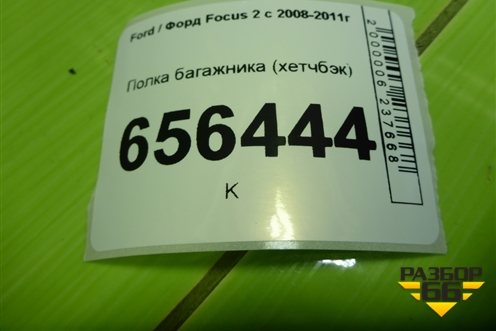 Ford / Форд Focus 2 с 2008-2011г
Полка багажника (хетчбэк)
656444
К
2000006237668
РАЗБОР
66